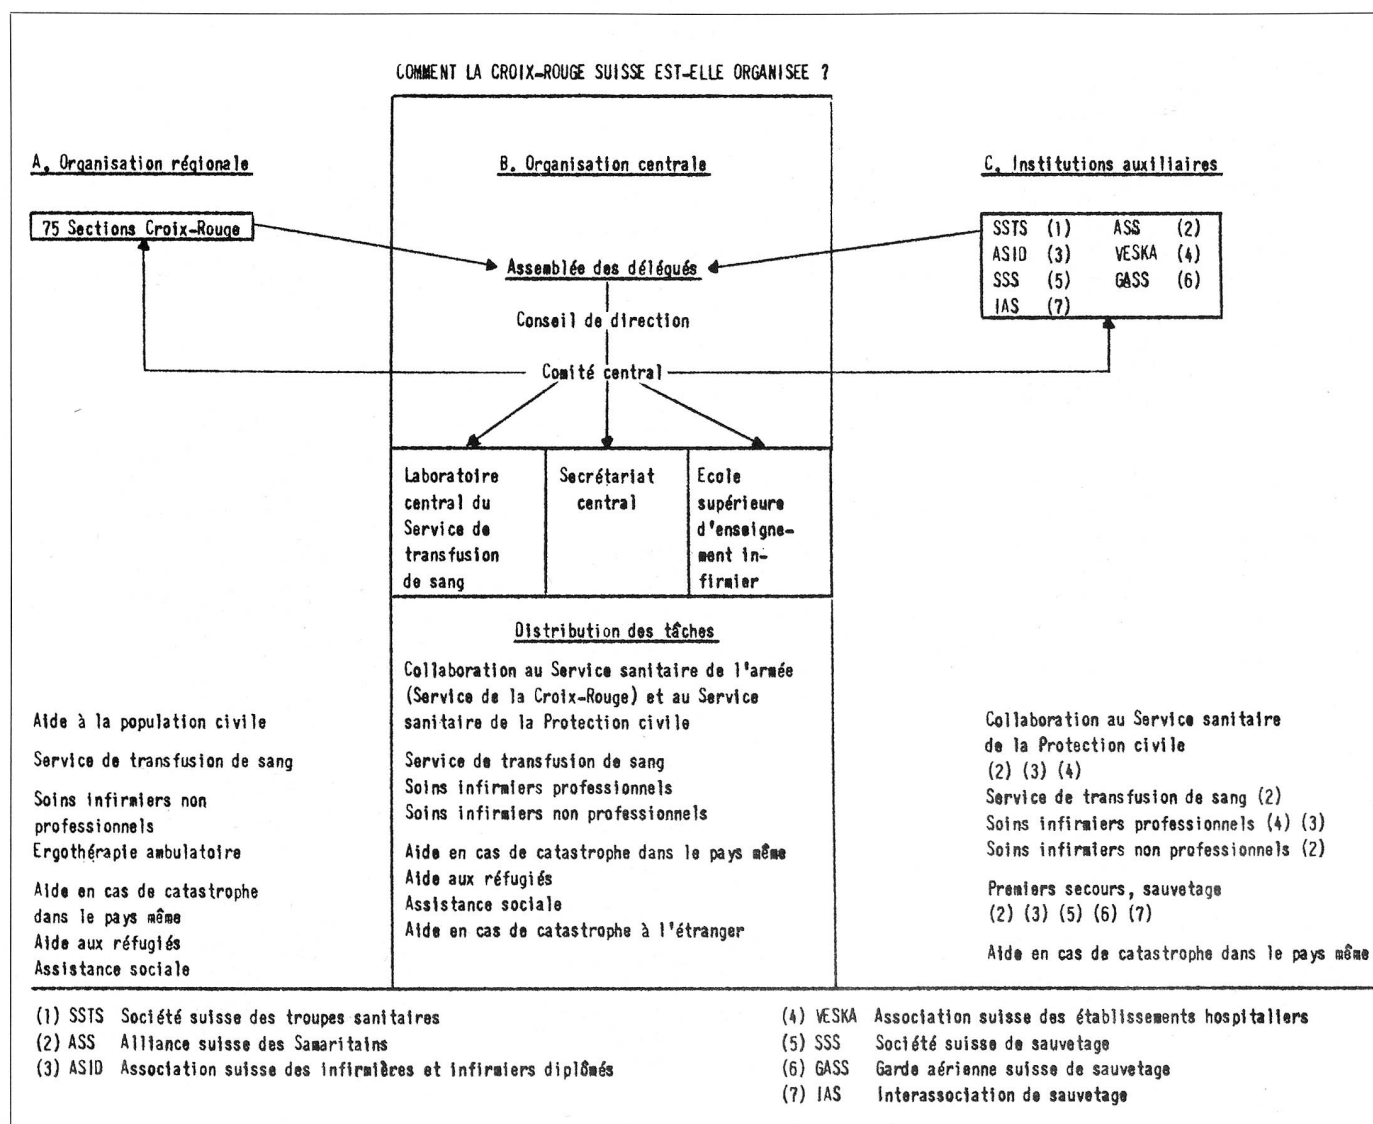 COMMENT LA CROIX-ROUGE SUISSE EST-ELLE ORGANISEE ?
A. Organisation régionale
75 Sections Croix-Rouge
B. Organisation centrale
Assemblée des délégués
Conseil de direction
Comité central
C. Institutions auxiliaires
SSTS (1) ASS (2)
ASID (3) VESKA (4)
SSS (5) GASS (6)
IAS (7)
Laboratoire
central du
Service de
transfusion
de sang
Secrétariat
central
Ecole
supérieure
d'enseigne-
ment in-
firmier
Distribution des tâches
Aide à la population civile
Service de transfusion de sang
Soins infirmiers non
professionnels
Ergothérapie ambulatoire
Aide en cas de catastrophe
dans le pays même
Aide aux réfugiés
Assistance sociale
Collaboration au Service sanitaire de l'armée
(Service de la Croix-Rouge) et au Service
sanitaire de la Protection civile
Service de transfusion de sang
Soins infirmiers professionnels
Soins infirmiers non professionnels
Aide en cas de catastrophe dans le pays même
Aide aux réfugiés
Assistance sociale
Aide en cas de catastrophe à l'étranger
Collaboration au Service sanitaire
de la Protection civile
(2) (3) (4)
Service de transfusion de sang (2)
Soins infirmiers professionnels (4) (3)
Soins infirmiers non professionnels (2)
Premiers secours, sauvetage
(2) (3) (5) (6) (7)
Aide en cas de catastrophe dans le pays même
(1) SSTS Société suisse des troupes sanitaires
(2) ASS Alliance suisse des Samaritains
(3) ASID Association suisse des infirmières et infirmiers diplômés
(4) VESKA Association suisse des établissements hospitaliers
(5) SSS Société suisse de sauvetage
(6) GASS Garde aérienne suisse de sauvetage
(7) IAS Interassociation de sauvetage